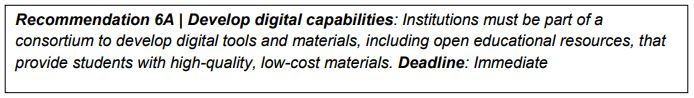 Recommendation 6A | Develop digital capabilities: Institutions must be part of a
consortium to develop digital tools and materials, including open educational resources, that
provide students with high-quality, low-cost materials. Deadline: Immediate